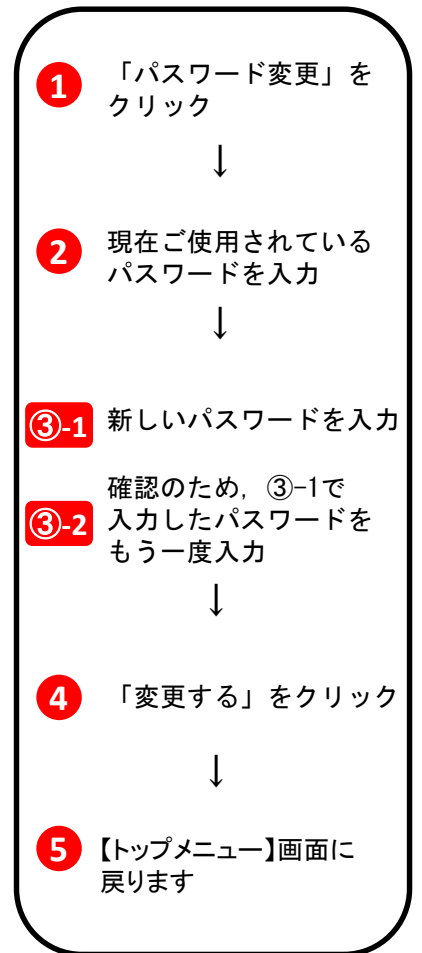 1 「パスワード変更」を
クリック
↓
2 現在ご使用されている
パスワードを入力
↓
③-1 新しいパスワードを入力
確認のため，③-1で
③-2 入力したパスワードを
もう一度入力
↓
4 「変更する」をクリック
↓
5 【トップメニュー】画面に
戻ります